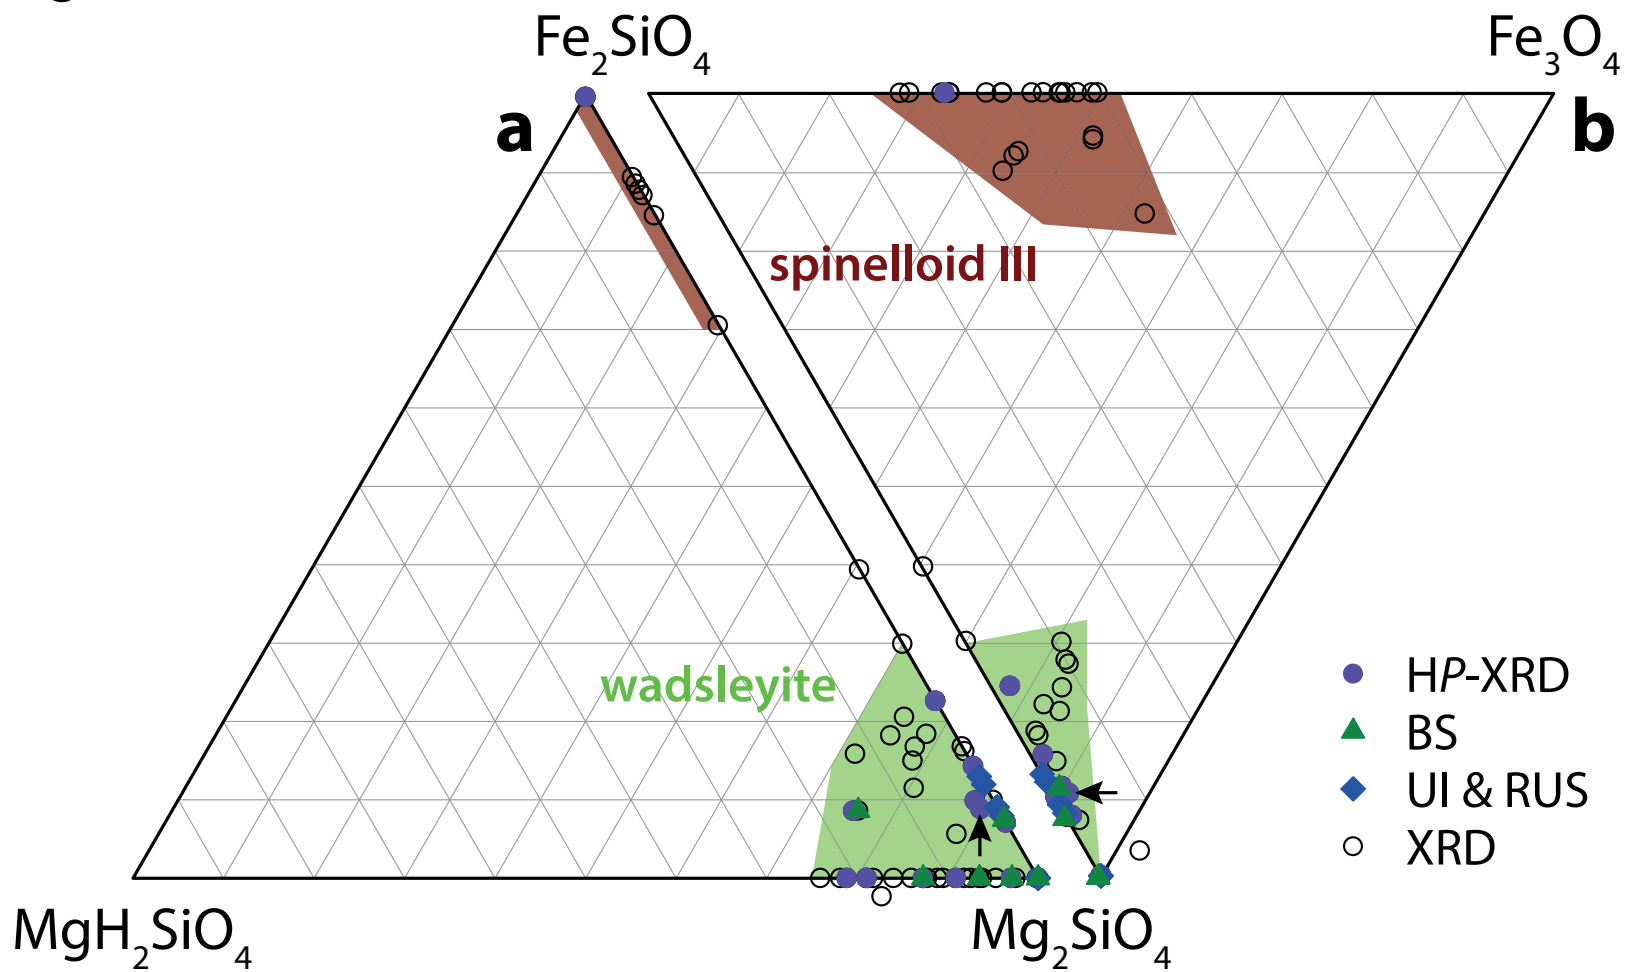 Fe₂SiO₄
Fe₃O₄
a
b
spinelloid III
wadsleyite
HP-XRD
BS
UI & RUS
XRD
MgH₂SiO₄
Mg₂SiO₄